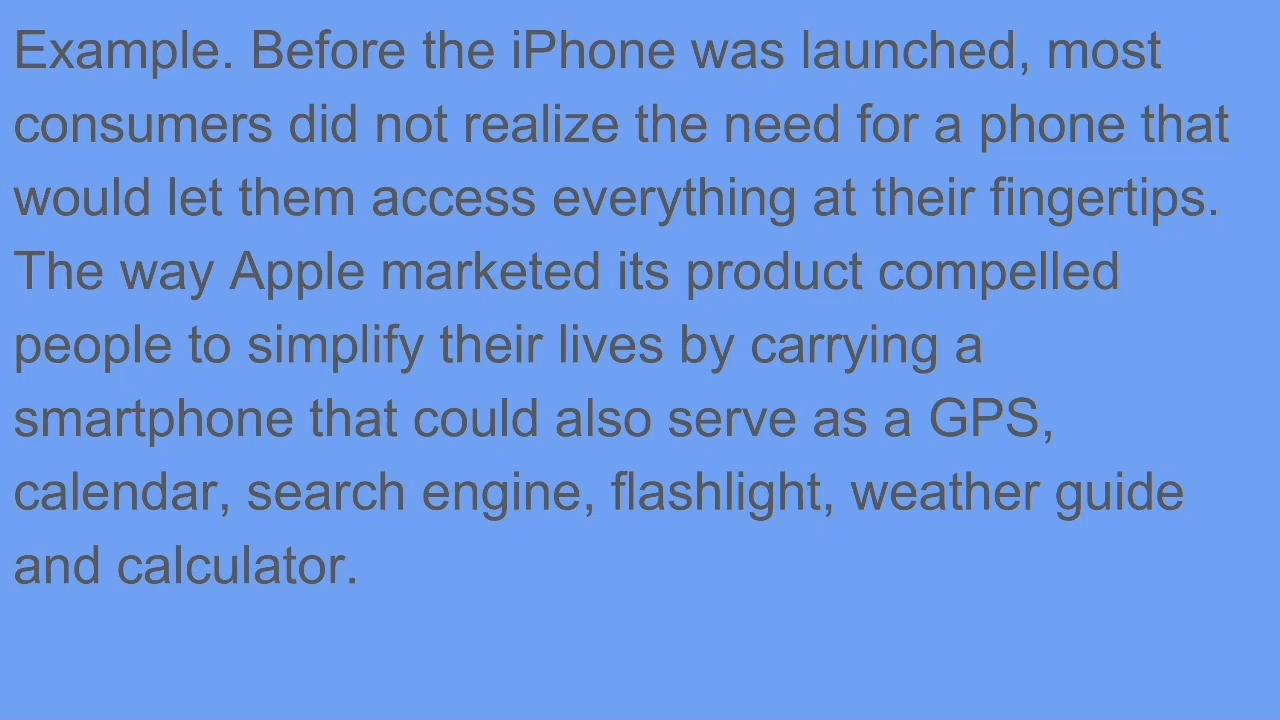 Example. Before the iPhone was launched, most
consumers did not realize the need for a phone that
would let them access everything at their fingertips.
The way Apple marketed its product compelled
people to simplify their lives by carrying a
smartphone that could also serve as a GPS,
calendar, search engine, flashlight, weather guide
and calculator.